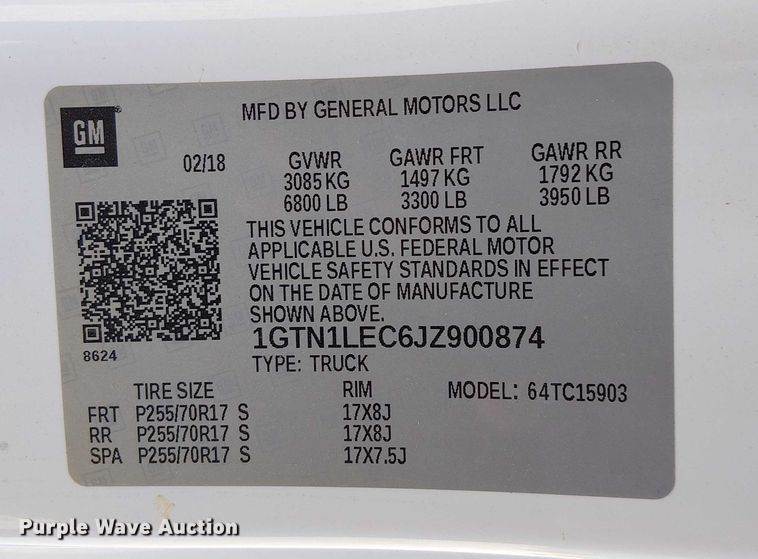 MFD BY GENERAL MOTORS LLC
GM
02/18 GVWR GAWR FRT GAWR RR
3085 KG 1497 KG 1792 KG
6800 LB 3300 LB 3950 LB
THIS VEHICLE CONFORMS TO ALL
APPLICABLE U.S. FEDERAL MOTOR
VEHICLE SAFETY STANDARDS IN EFFECT
ON THE DATE OF MANUFACTURE
SHOWN ABOVE.
8624
1GTN1LEC6JZ900874
TYPE: TRUCK
TIRE SIZE RIM MODEL: 64TC15903
FRT P255/70R17 S 17X8J
RR P255/70R17 S 17X8J
SPA P255/70R17 S 17X7.5J
Purple Wave Auction